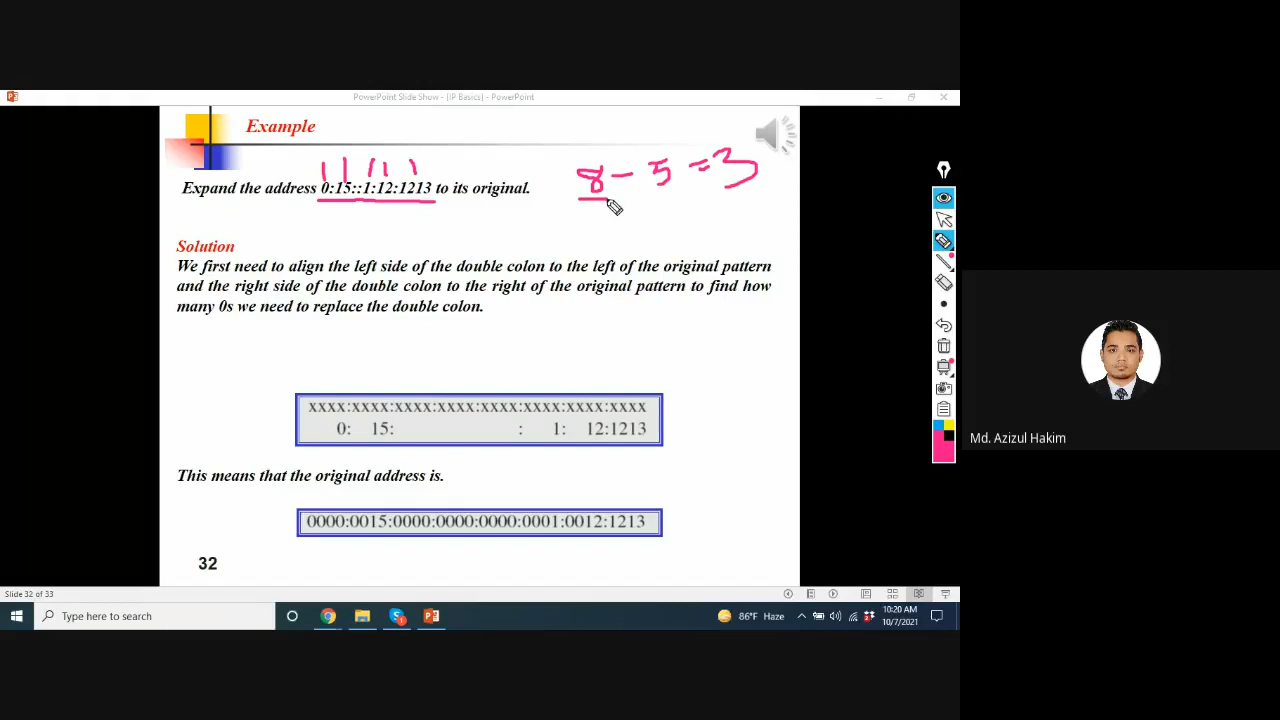 PowerPoint Slide Show - [IP Basics] - PowerPoint
Example
8 - 5 = 3
Expand the address 0:15::1:12:1213 to its original.
Solution
We first need to align the left side of the double colon to the left of the original pattern
and the right side of the double colon to the right of the original pattern to find how
many 0s we need to replace the double colon.
xxxx:xxxx:xxxx:xxxx:xxxx:xxxx:xxxx:xxxx
0: 15: : 1: 12:1213
Md. Azizul Hakim
This means that the original address is.
0000:0015:0000:0000:0000:0001:0012:1213
32
Slide 32 of 33
Type here to search
86°F Haze
10:20 AM
10/7/2021